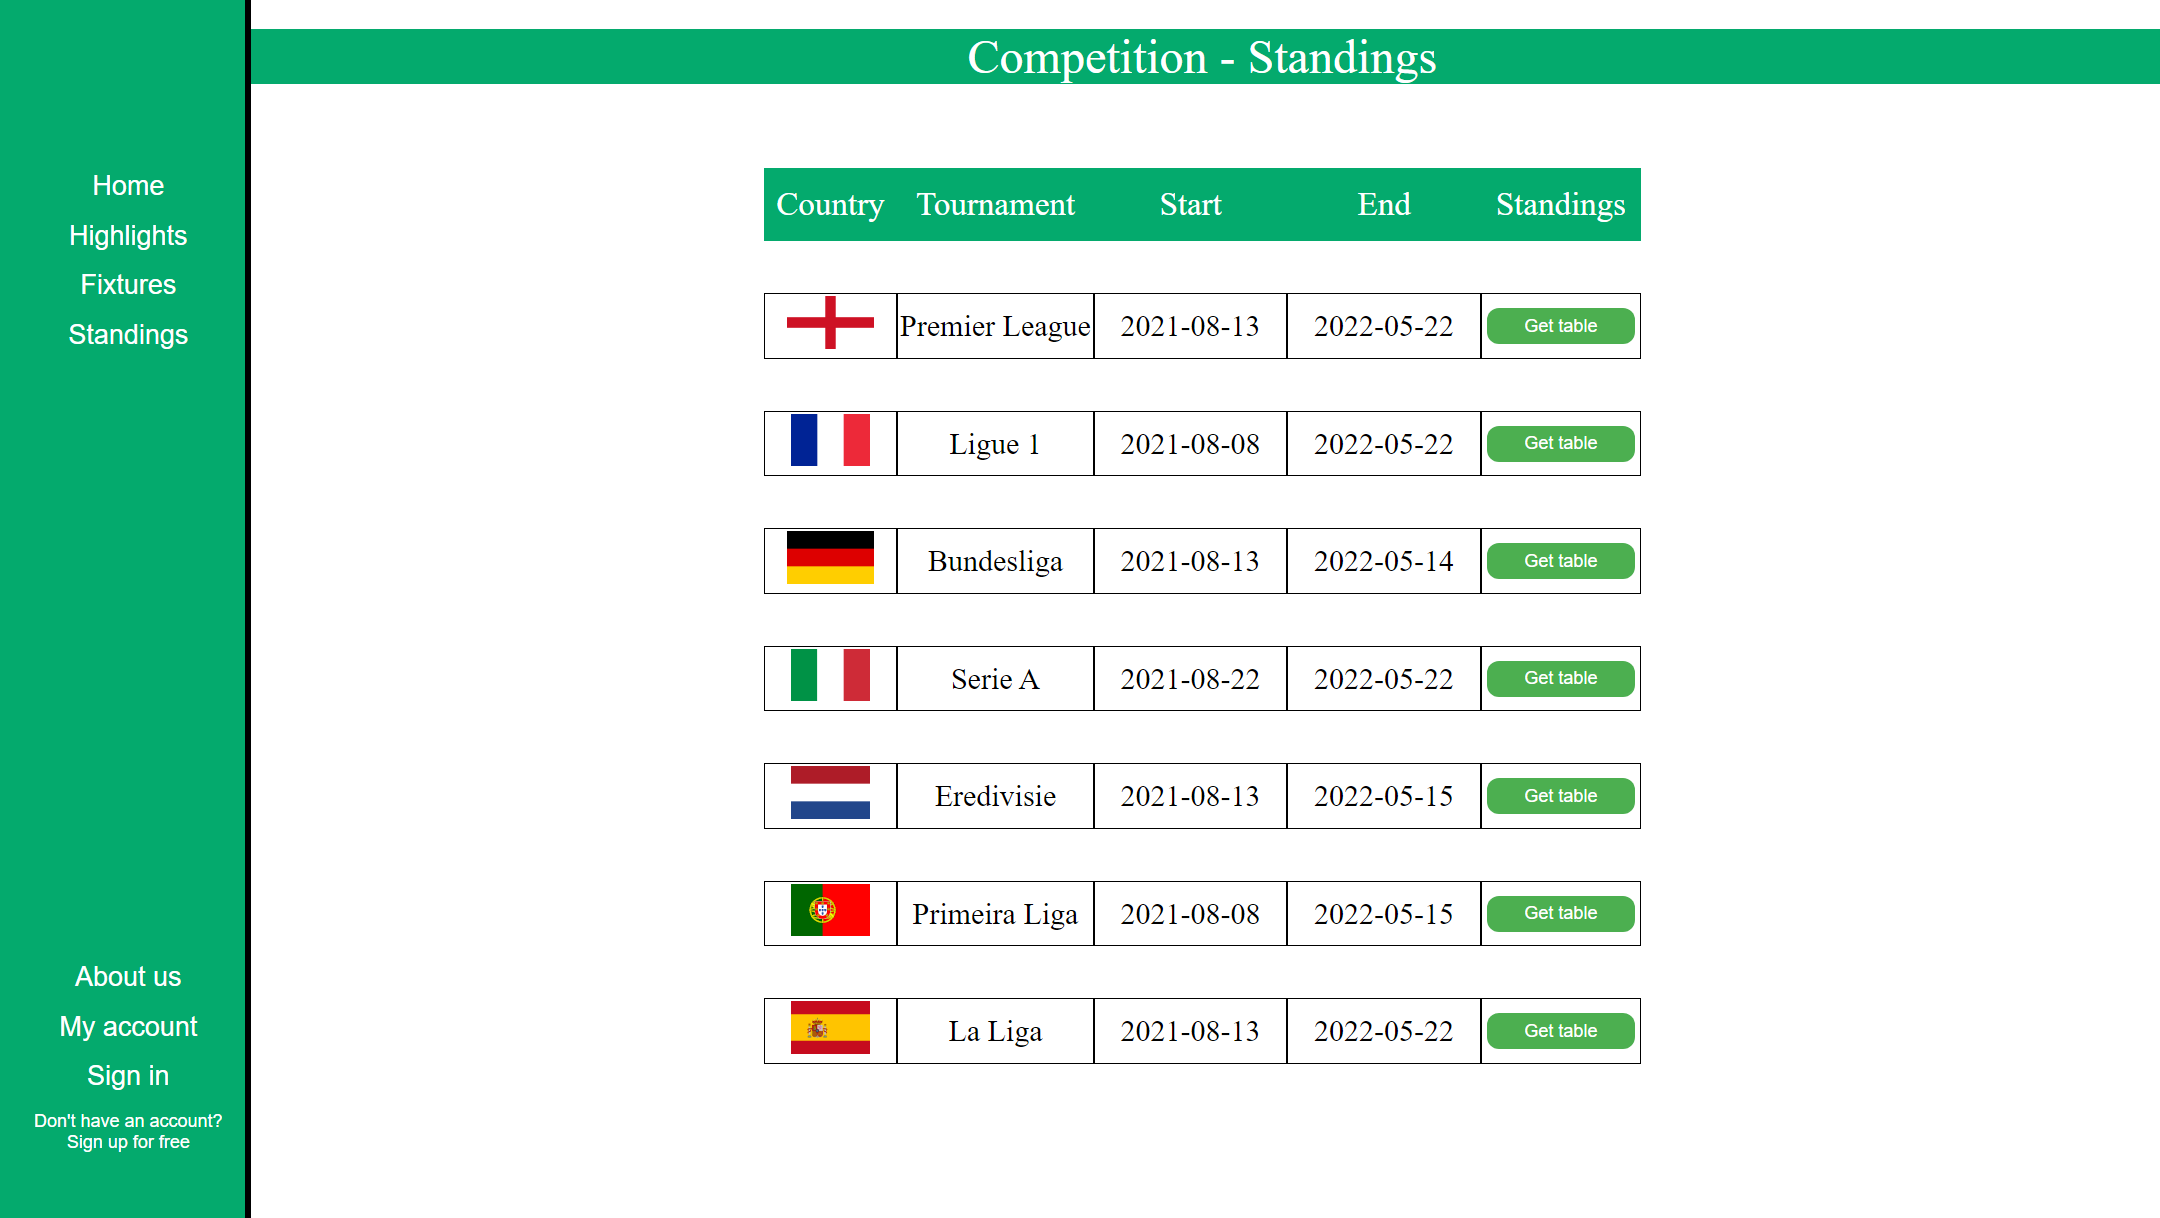 Competition - Standings
Home
Highlights
Fixtures
Standings
About us
My account
Sign in
Don't have an account?
Sign up for free
Country Tournament Start End Standings
Premier League 2021-08-13 2022-05-22 Get table
Ligue 1 2021-08-08 2022-05-22 Get table
Bundesliga 2021-08-13 2022-05-14 Get table
Serie A 2021-08-22 2022-05-22 Get table
Eredivisie 2021-08-13 2022-05-15 Get table
Primeira Liga 2021-08-08 2022-05-15 Get table
La Liga 2021-08-13 2022-05-22 Get table